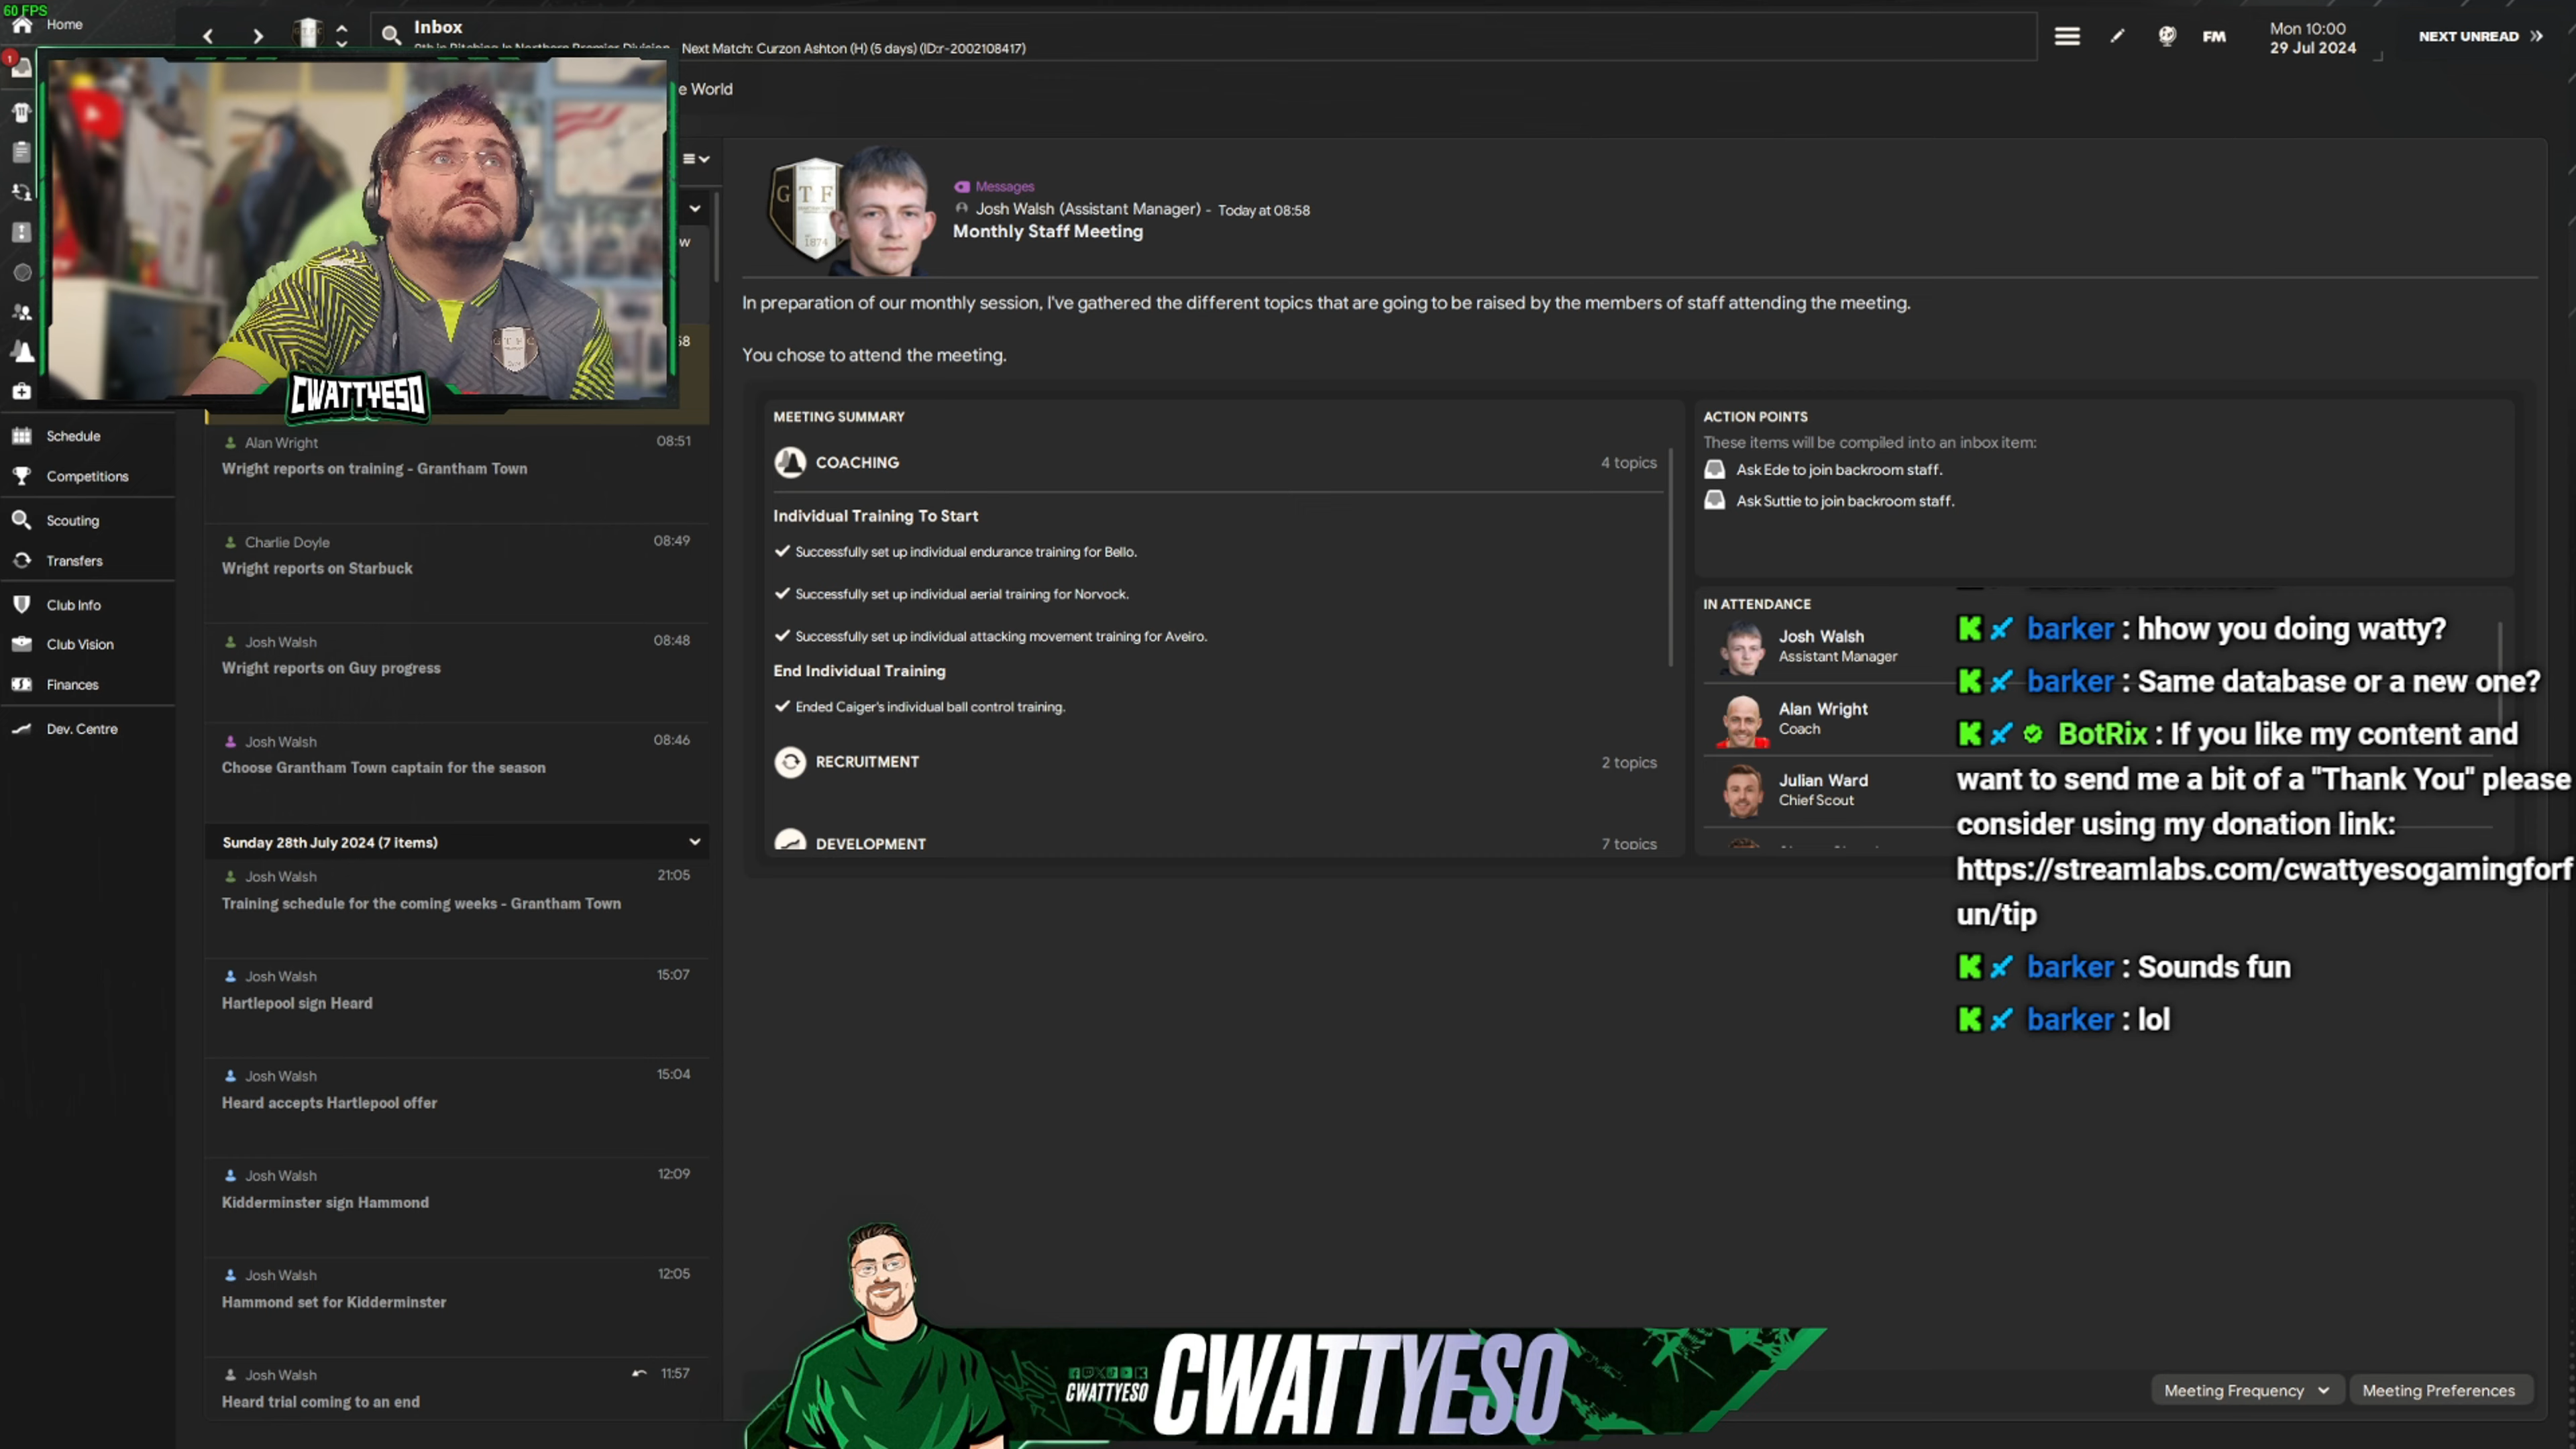 60 FPS
Home
Inbox
Next Match: Curzon Ashton (H) (5 days) (ID:r-2002108417)
Mon 10:00
29 Jul 2024
NEXT UNREAD
FM
1
e World
w
58
CWATTYESO
GTFC
Schedule
Competitions
Scouting
Transfers
Club Info
Club Vision
Finances
Dev. Centre
Alan Wright 08:51
Wright reports on training - Grantham Town
Charlie Doyle 08:49
Wright reports on Starbuck
Josh Walsh 08:48
Wright reports on Guy progress
Josh Walsh 08:46
Choose Grantham Town captain for the season
Sunday 28th July 2024 (7 Items)
Josh Walsh 21:05
Training schedule for the coming weeks - Grantham Town
Josh Walsh 15:07
Hartlepool sign Heard
Josh Walsh 15:04
Heard accepts Hartlepool offer
Josh Walsh 12:09
Kidderminster sign Hammond
Josh Walsh 12:05
Hammond set for Kidderminster
Josh Walsh 11:57
Heard trial coming to an end
GTF
1874
Messages
Josh Walsh (Assistant Manager) - Today at 08:58
Monthly Staff Meeting
In preparation of our monthly session, I've gathered the different topics that are going to be raised by the members of staff attending the meeting.
You chose to attend the meeting.
MEETING SUMMARY
COACHING 4 topics
Individual Training To Start
Successfully set up individual endurance training for Bello.
Successfully set up individual aerial training for Norvock.
Successfully set up individual attacking movement training for Aveiro.
End Individual Training
Ended Caiger's individual ball control training.
RECRUITMENT 2 topics
DEVELOPMENT 7 topics
ACTION POINTS
These items will be compiled into an inbox item:
Ask Ede to join backroom staff.
Ask Suttie to join backroom staff.
IN ATTENDANCE
Josh Walsh
Assistant Manager
Alan Wright
Coach
Julian Ward
Chief Scout
barker : hhow you doing watty?
barker : Same database or a new one?
BotRix : If you like my content and
want to send me a bit of a "Thank You" please
consider using my donation link:
https://streamlabs.com/cwattyesogamingforf
un/tip
barker : Sounds fun
barker : lol
CWATTYESO
CWATTYESO
Meeting Frequency
Meeting Preferences